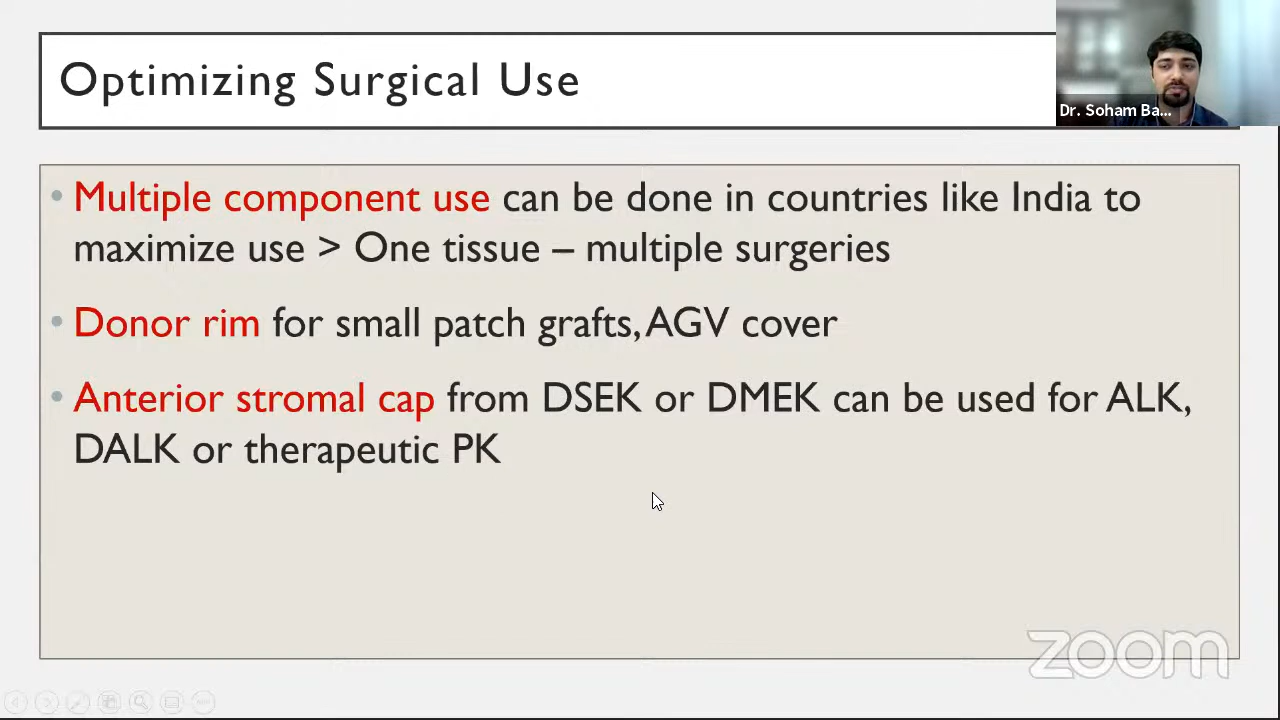 Optimizing Surgical Use
Dr. Soham Ba...
• Multiple component use can be done in countries like India to
maximize use > One tissue – multiple surgeries
• Donor rim for small patch grafts, AGV cover
• Anterior stromal cap from DSEK or DMEK can be used for ALK,
DALK or therapeutic PK
zoom